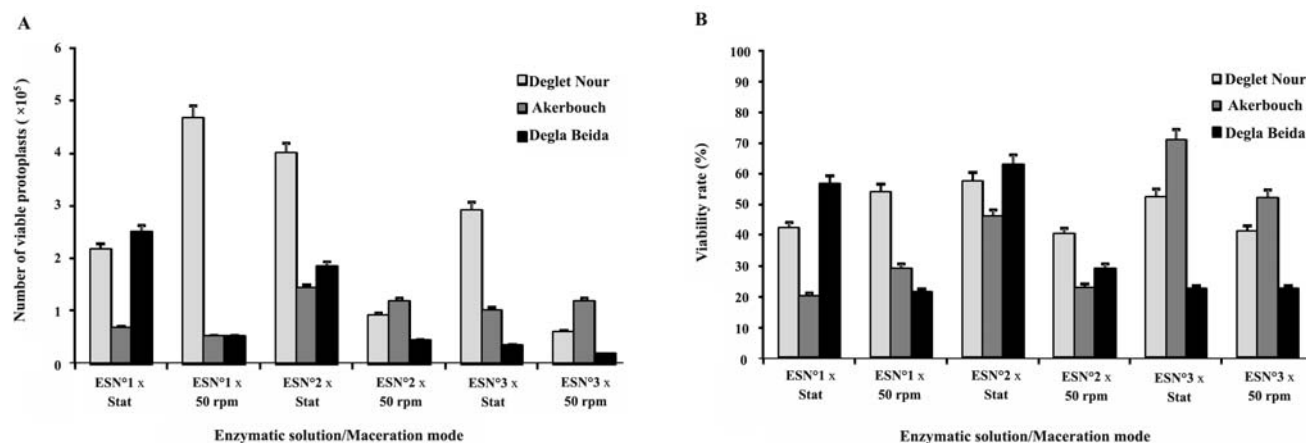 A
Number of viable protoplasts ( ×10⁵)
6
5
4
3
2
1
0
Deglet Nour
Akerbouch
Degla Beida
ESN°1 x
Stat
ESN°1 x
50 rpm
ESN°2 x
Stat
ESN°2 x
50 rpm
ESN°3 x
Stat
ESN°3 x
50 rpm
Enzymatic solution/Maceration mode
B
Viability rate (%)
100
90
80
70
60
50
40
30
20
10
0
Deglet Nour
Akerbouch
Degla Beida
ESN°1 x
Stat
ESN°1 x
50 rpm
ESN°2 x
Stat
ESN°2 x
50 rpm
ESN°3 x
Stat
ESN°3 x
50 rpm
Enzymatic solution/Maceration mode